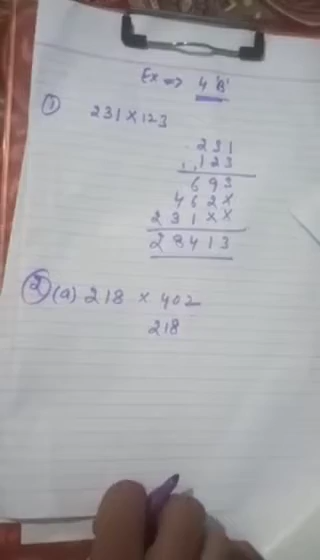 Ex => 4 'B'
① 231 × 123
231
123
693
462×
231××
28413
② (a) 218 × 402
218